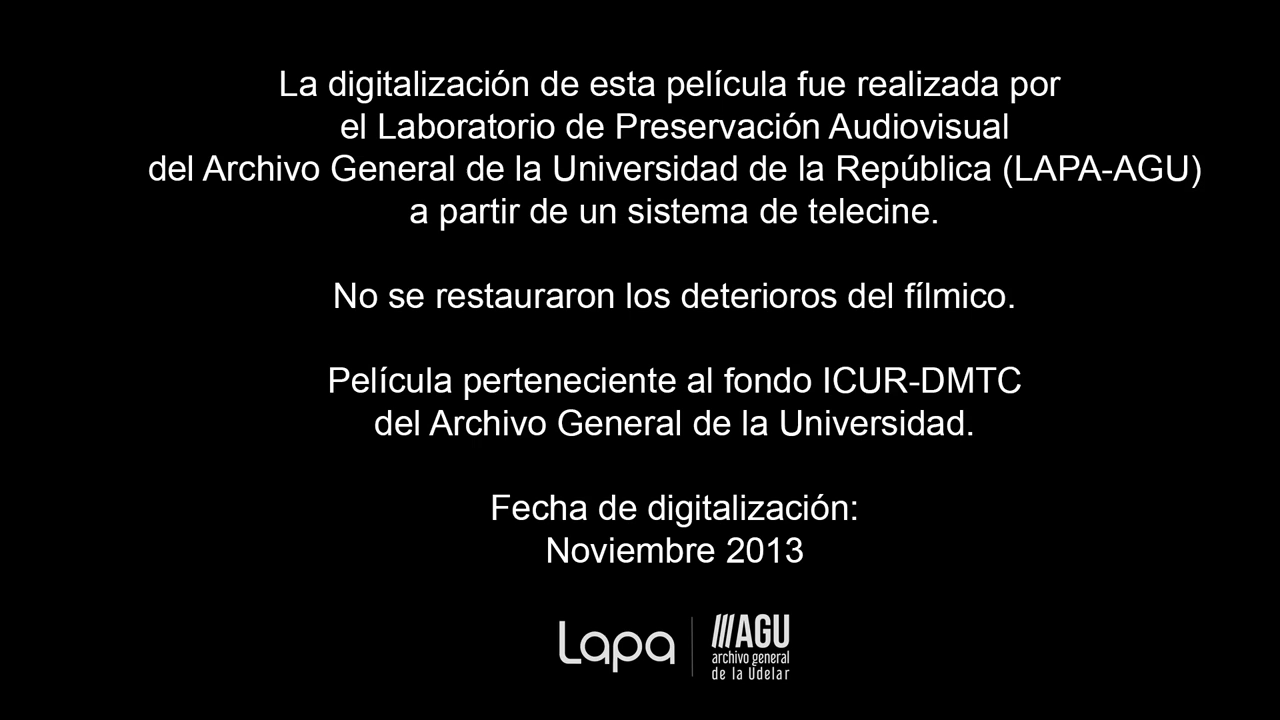 La digitalización de esta película fue realizada por
el Laboratorio de Preservación Audiovisual
del Archivo General de la Universidad de la República (LAPA-AGU)
a partir de un sistema de telecine.
No se restauraron los deterioros del fílmico.
Película perteneciente al fondo ICUR-DMTC
del Archivo General de la Universidad.
Fecha de digitalización:
Noviembre 2013
Lapa
AGU
archivo general
de la Udelar